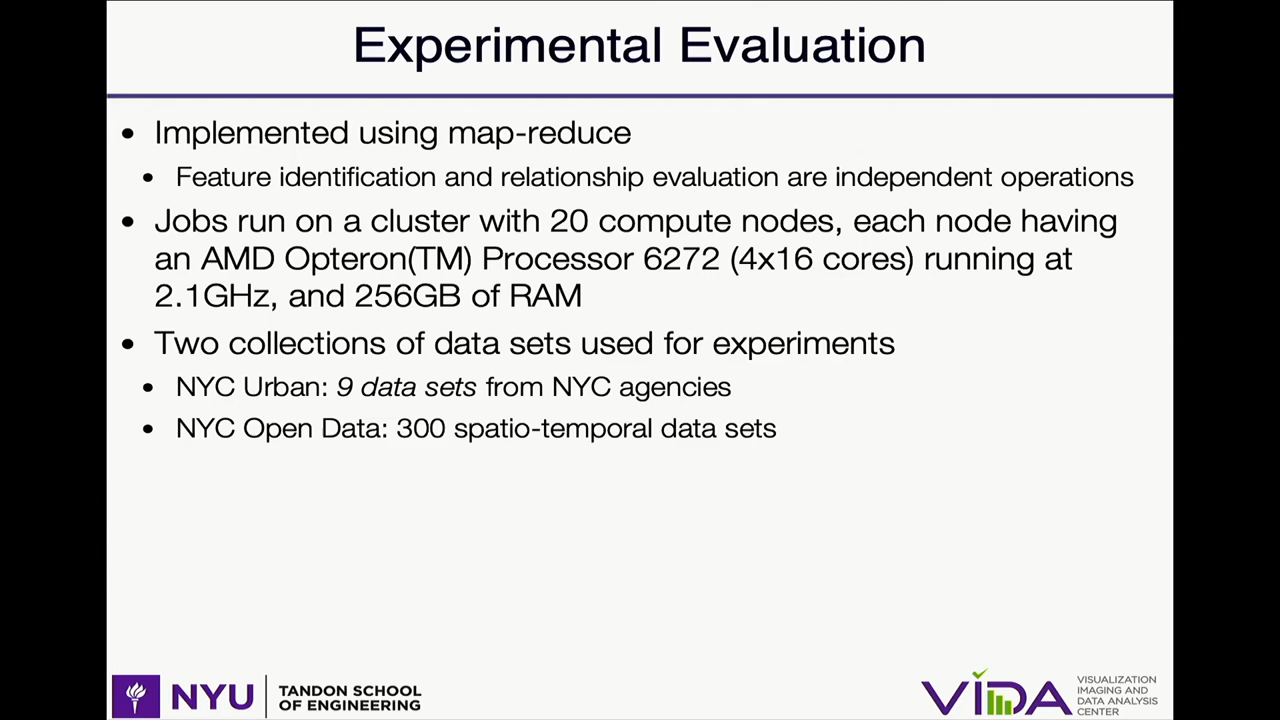 Experimental Evaluation
• Implemented using map-reduce
• Feature identification and relationship evaluation are independent operations
• Jobs run on a cluster with 20 compute nodes, each node having
an AMD Opteron(TM) Processor 6272 (4x16 cores) running at
2.1GHz, and 256GB of RAM
• Two collections of data sets used for experiments
• NYC Urban: 9 data sets from NYC agencies
• NYC Open Data: 300 spatio-temporal data sets
NYU
TANDON SCHOOL
OF ENGINEERING
VIDA
VISUALIZATION
IMAGING AND
DATA ANALYSIS
CENTER